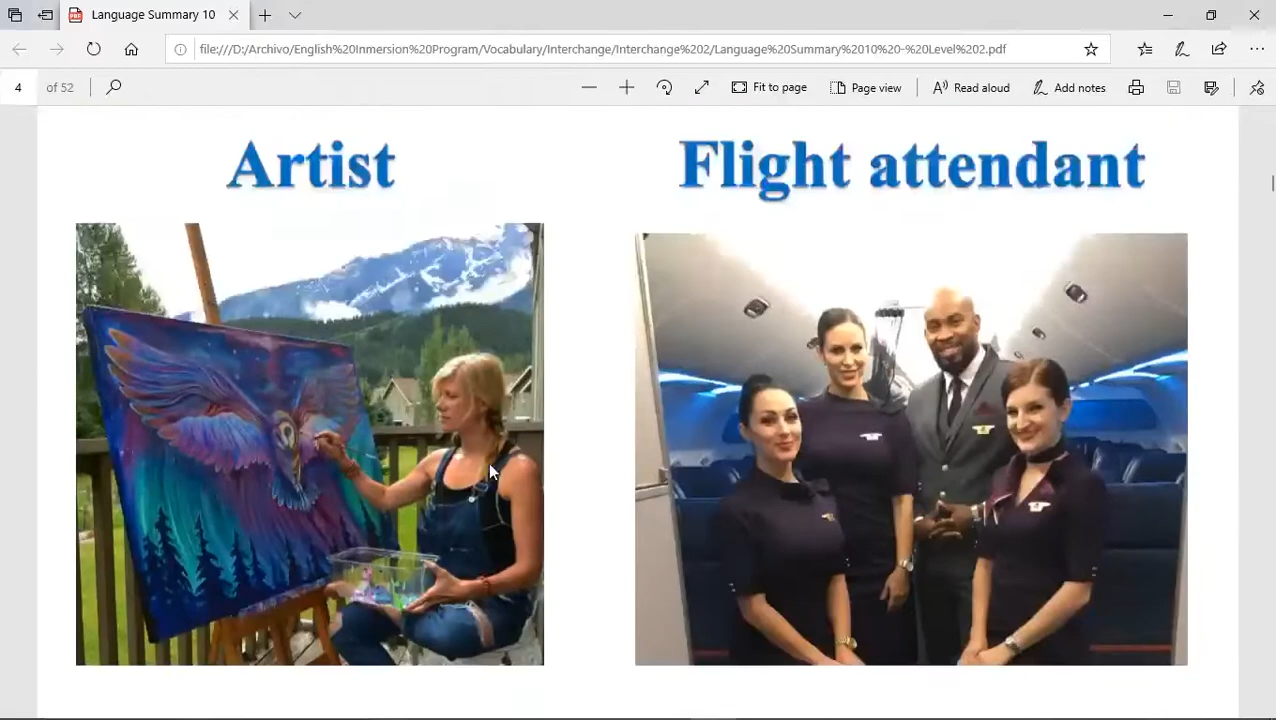 Language Summary 10
file:///D:/Archivo/English%20Inmersion%20Program/Vocabulary/Interchange/Interchange%202/Language%20Summary%2010%20-%20Level%202.pdf
4 of 52
Fit to page
Page view
Read aloud
Add notes
Artist
Flight attendant